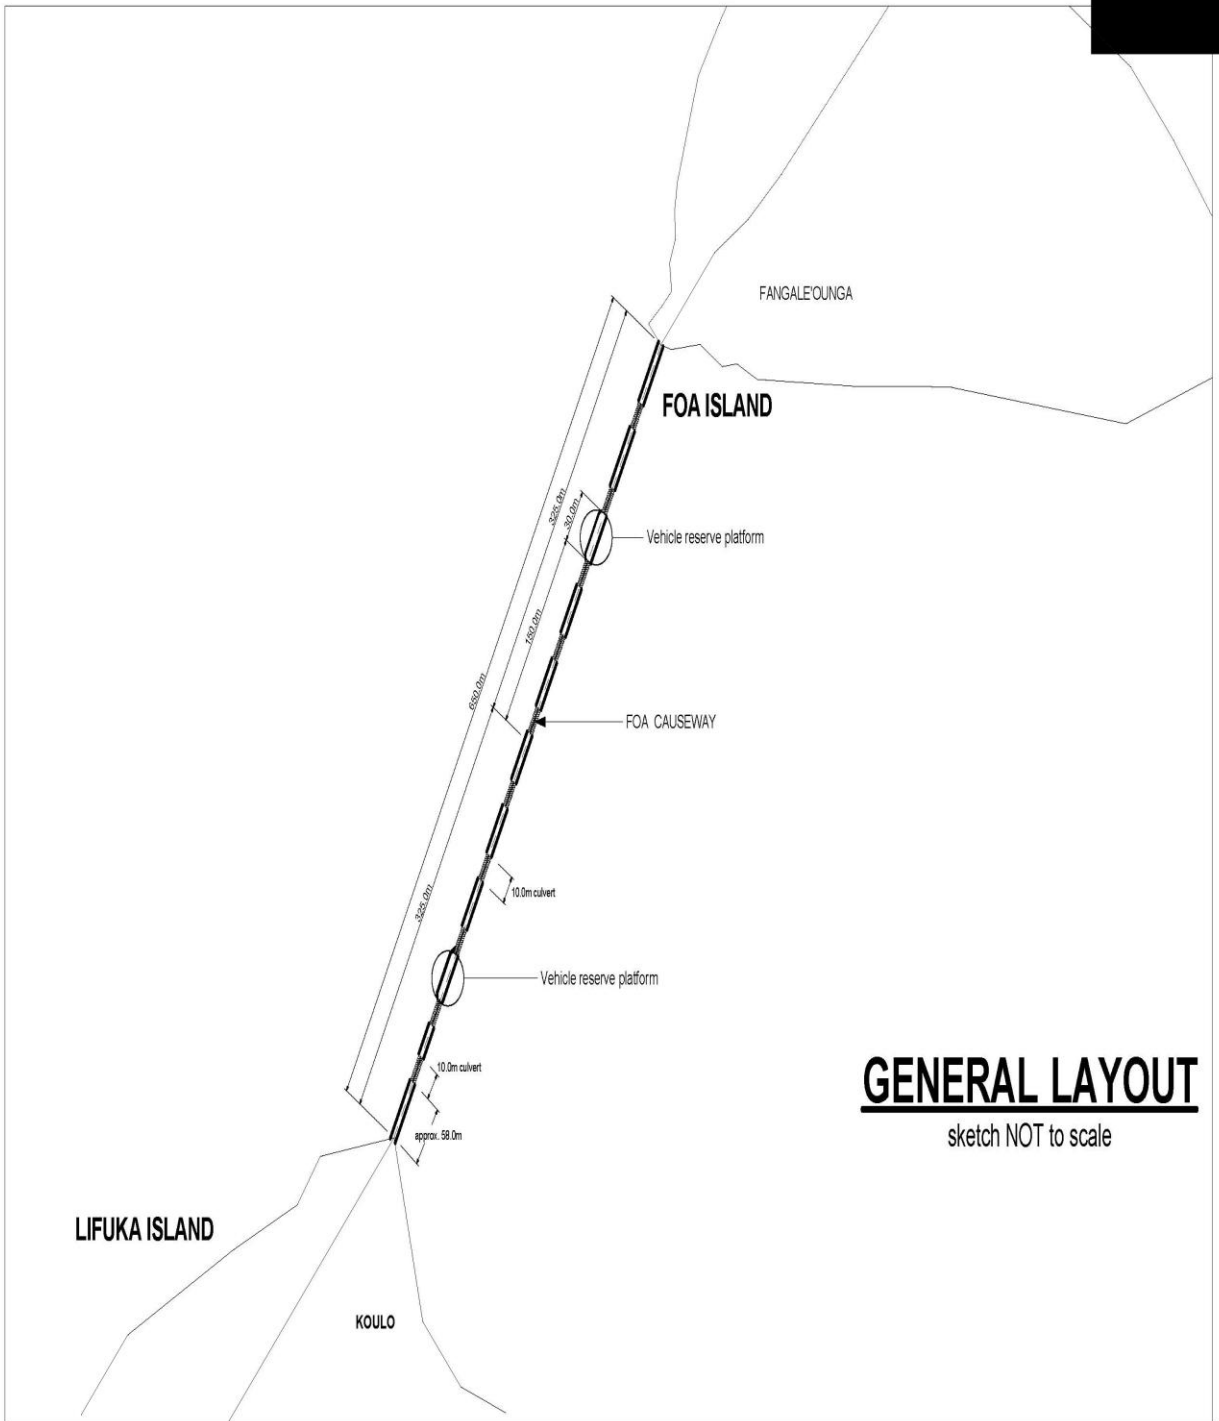 FANGALE'OUNGA
FOA ISLAND
325.0m
30.0m
Vehicle reserve platform
150.0m
650.0m
FOA CAUSEWAY
325.0m
10.0m culvert
Vehicle reserve platform
10.0m culvert
approx. 58.0m
GENERAL LAYOUT
sketch NOT to scale
LIFUKA ISLAND
KOULO